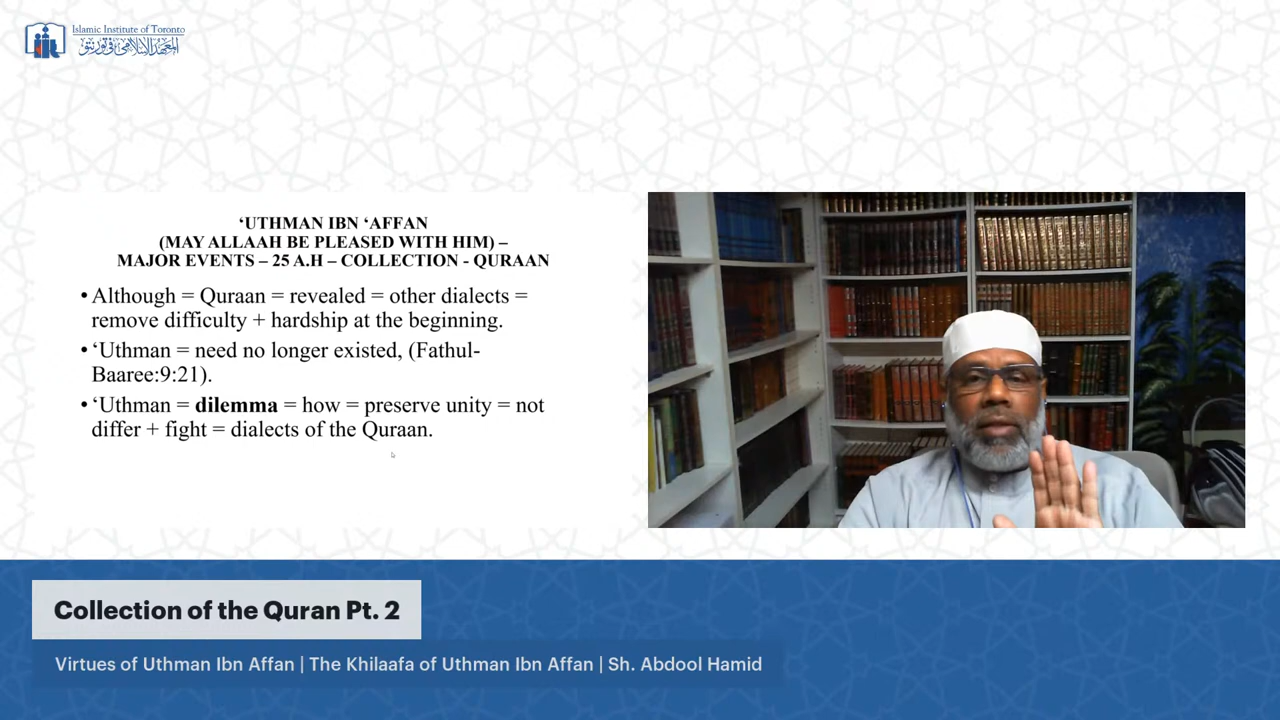 Islamic Institute of Toronto
المعهد الإسلامي في تورنتو
‘UTHMAN IBN ‘AFFAN
(MAY ALLAAH BE PLEASED WITH HIM) –
MAJOR EVENTS – 25 A.H – COLLECTION - QURAAN
• Although = Quraan = revealed = other dialects =
remove difficulty + hardship at the beginning.
• ‘Uthman = need no longer existed, (Fathul-
Baaree:9:21).
• ‘Uthman = dilemma = how = preserve unity = not
differ + fight = dialects of the Quraan.
Collection of the Quran Pt. 2
Virtues of Uthman Ibn Affan | The Khilaafa of Uthman Ibn Affan | Sh. Abdool Hamid